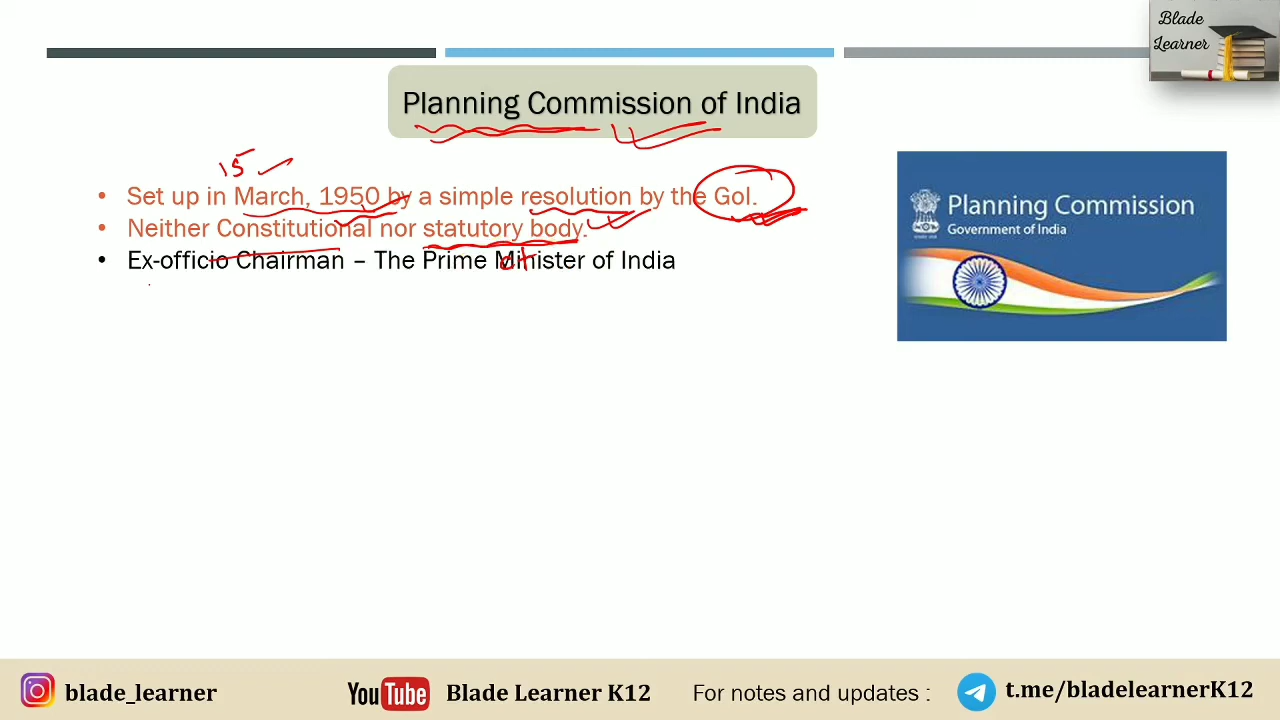 Blade
Learner
Planning Commission of India
15
• Set up in March, 1950 by a simple resolution by the GoI.
• Neither Constitutional nor statutory body.
• Ex-officio Chairman – The Prime Minister of India
Planning Commission
Government of India
blade_learner
YouTube
Blade Learner K12
For notes and updates :
t.me/bladelearnerK12